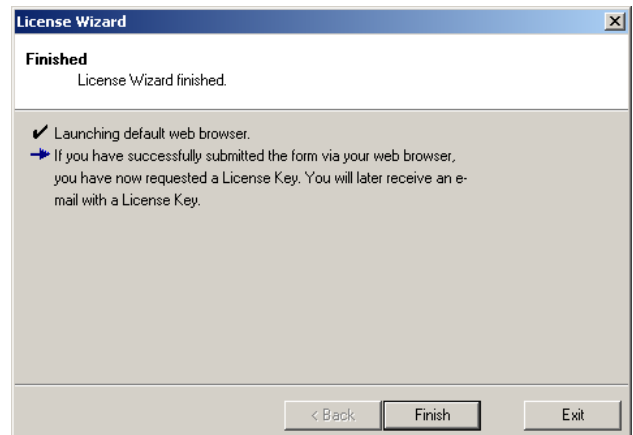 License Wizard
Finished
License Wizard finished.
Launching default web browser.
If you have successfully submitted the form via your web browser,
you have now requested a License Key. You will later receive an e-
mail with a License Key.
< Back
Finish
Exit